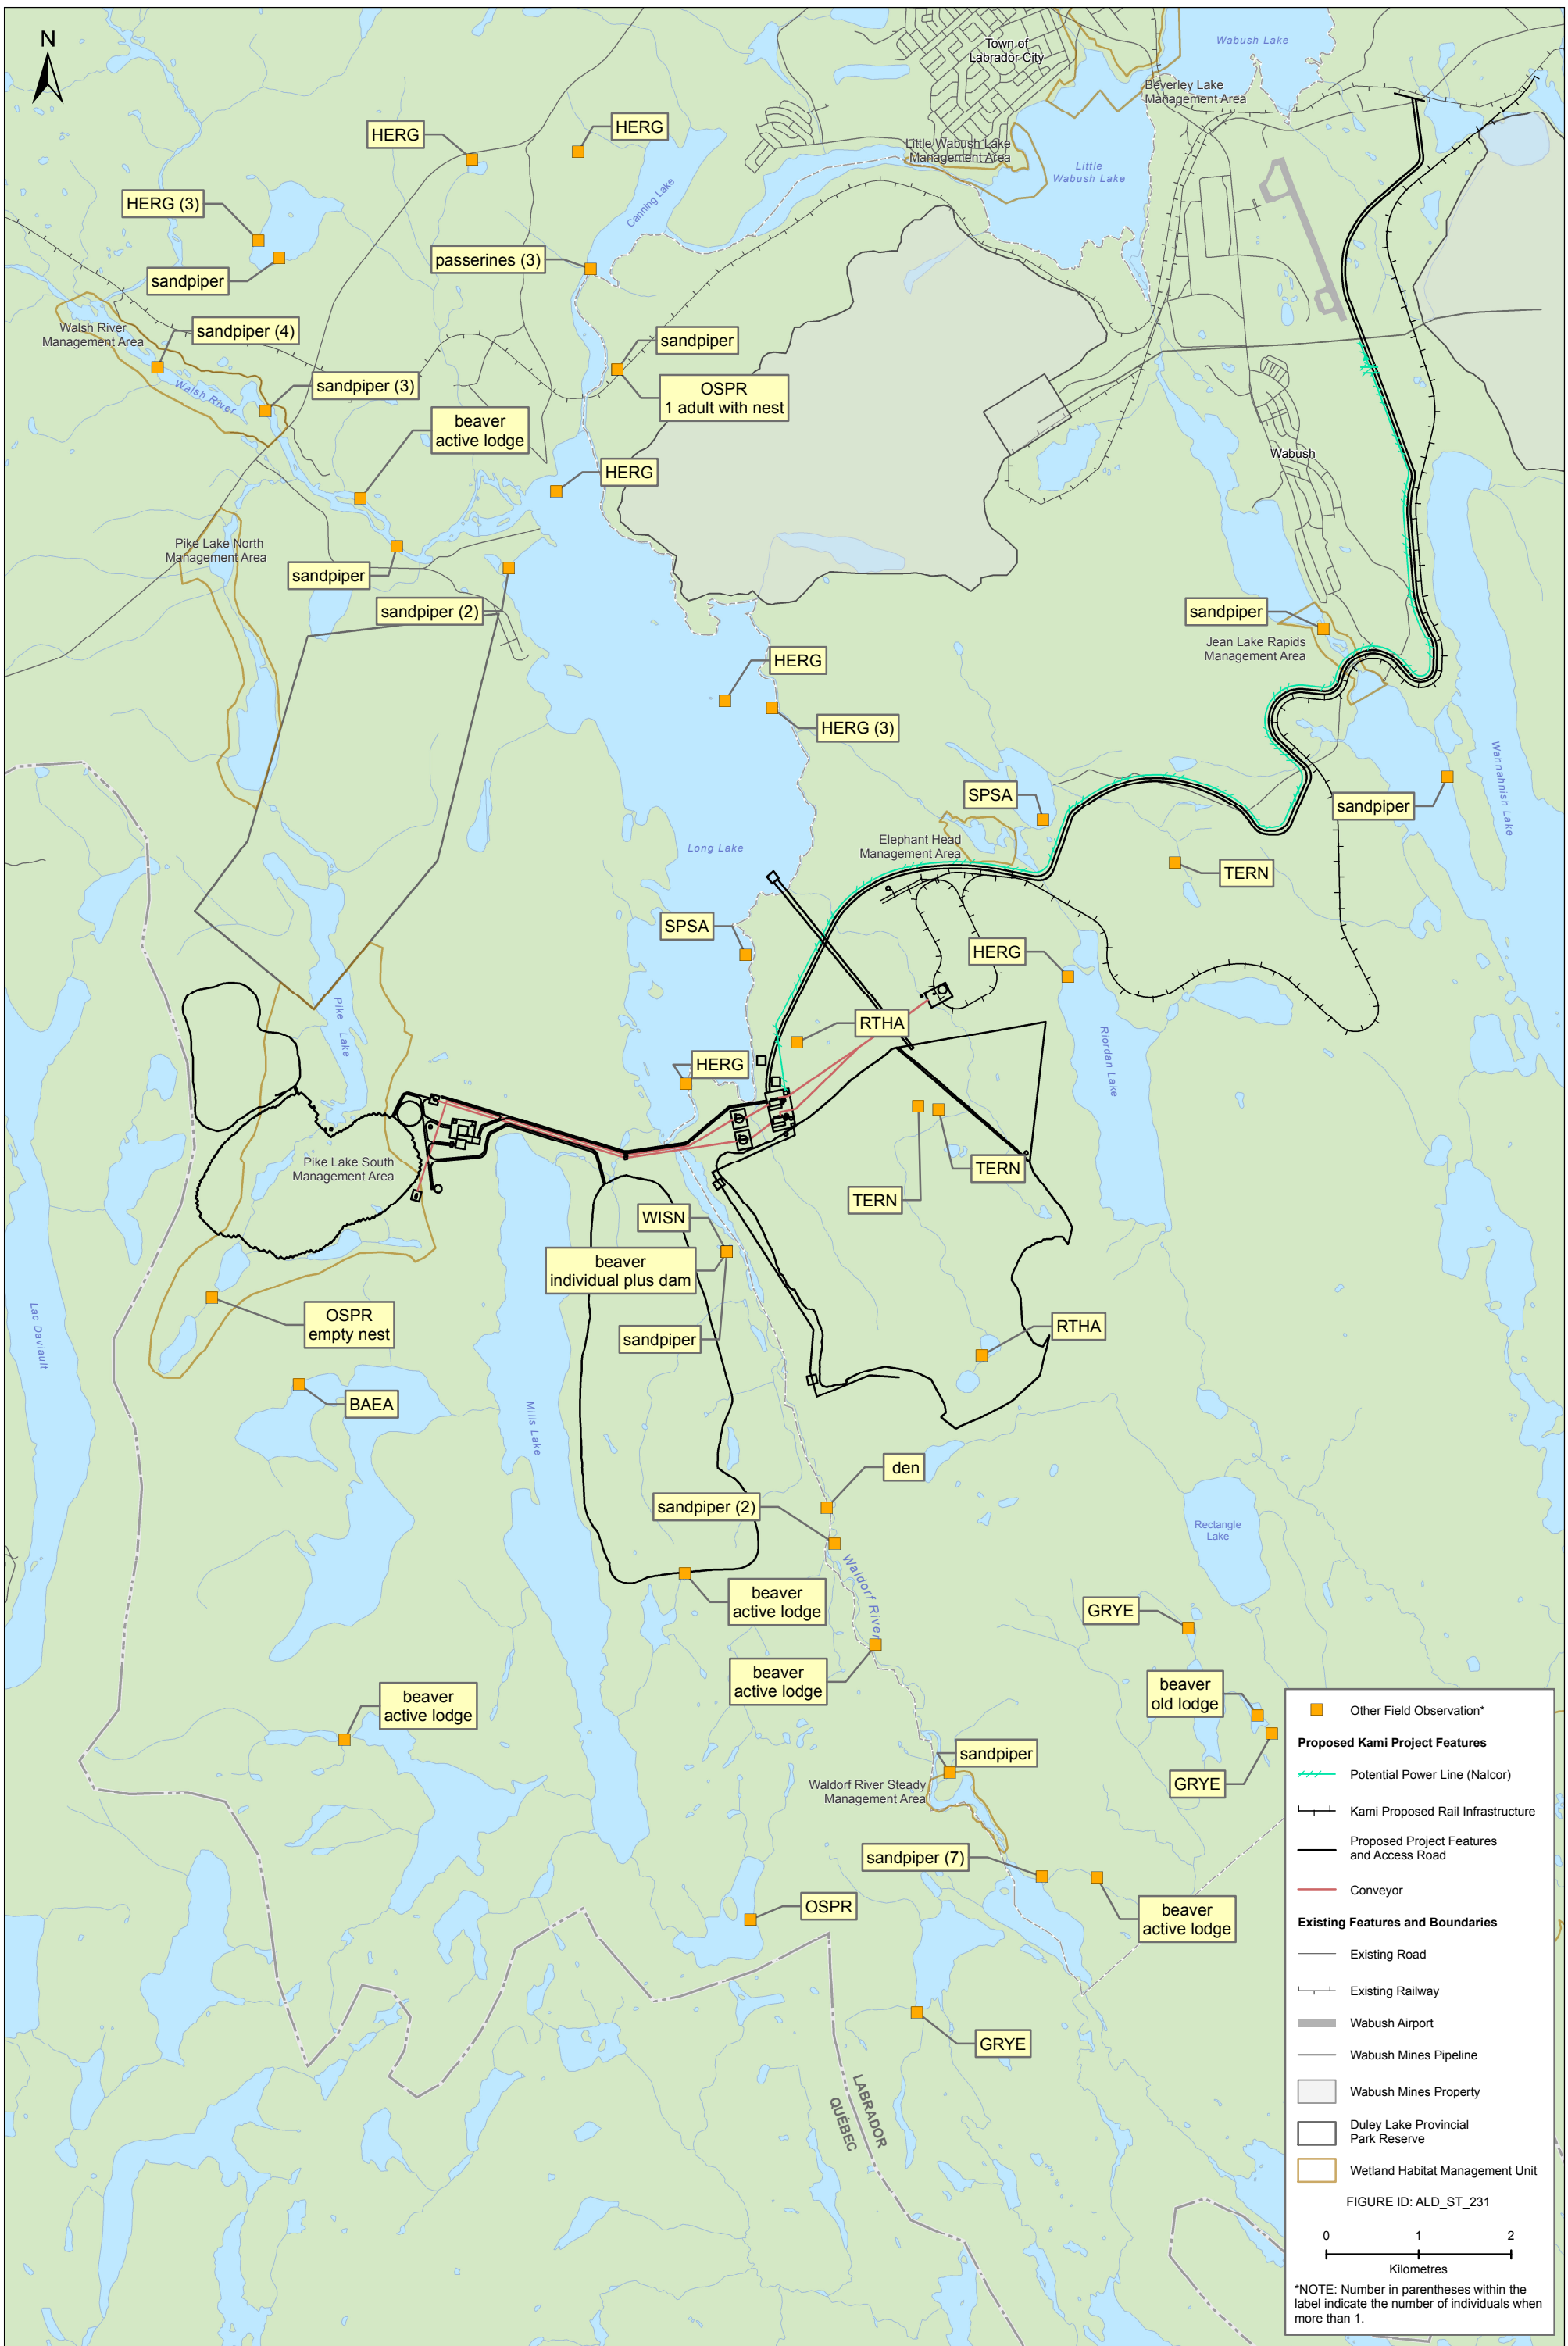 N
Town of
Labrador City
Wabush Lake
Beverley Lake
Management Area
HERG
HERG
Little Wabush Lake
Management Area
Little
Wabush Lake
Canning Lake
HERG (3)
passerines (3)
sandpiper
Walsh River
Management Area
sandpiper (4)
sandpiper
Walsh River
sandpiper (3)
OSPR
1 adult with nest
beaver
active lodge
Wabush
HERG
Pike Lake North
Management Area
sandpiper
sandpiper (2)
sandpiper
Jean Lake Rapids
Management Area
HERG
HERG (3)
Wahnahnish Lake
SPSA
sandpiper
Long Lake
Elephant Head
Management Area
TERN
SPSA
HERG
Pike Lake
RTHA
Riordan Lake
HERG
Pike Lake South
Management Area
TERN
TERN
WISN
beaver
individual plus dam
OSPR
empty nest
sandpiper
RTHA
Lac Daviault
BAEA
Mills Lake
den
sandpiper (2)
Rectangle
Lake
Waldorf River
beaver
active lodge
GRYE
beaver
active lodge
beaver
old lodge
beaver
active lodge
sandpiper
GRYE
Waldorf River Steady
Management Area
sandpiper (7)
OSPR
beaver
active lodge
GRYE
LABRADOR
QUÉBEC
Other Field Observation*
Proposed Kami Project Features
Potential Power Line (Nalcor)
Kami Proposed Rail Infrastructure
Proposed Project Features
and Access Road
Conveyor
Existing Features and Boundaries
Existing Road
Existing Railway
Wabush Airport
Wabush Mines Pipeline
Wabush Mines Property
Duley Lake Provincial
Park Reserve
Wetland Habitat Management Unit
FIGURE ID: ALD_ST_231
0 1 2
Kilometres
*NOTE: Number in parentheses within the
label indicate the number of individuals when
more than 1.